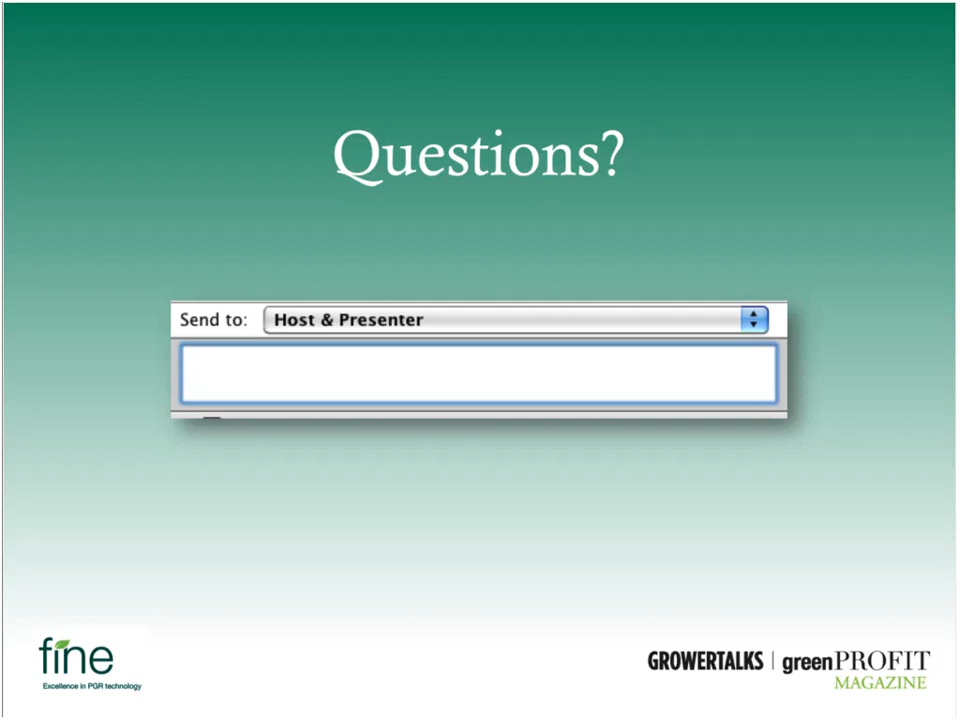 Questions?
Send to: Host & Presenter
fine
Excellence in PGR technology
GROWERTALKS | greenPROFIT
MAGAZINE